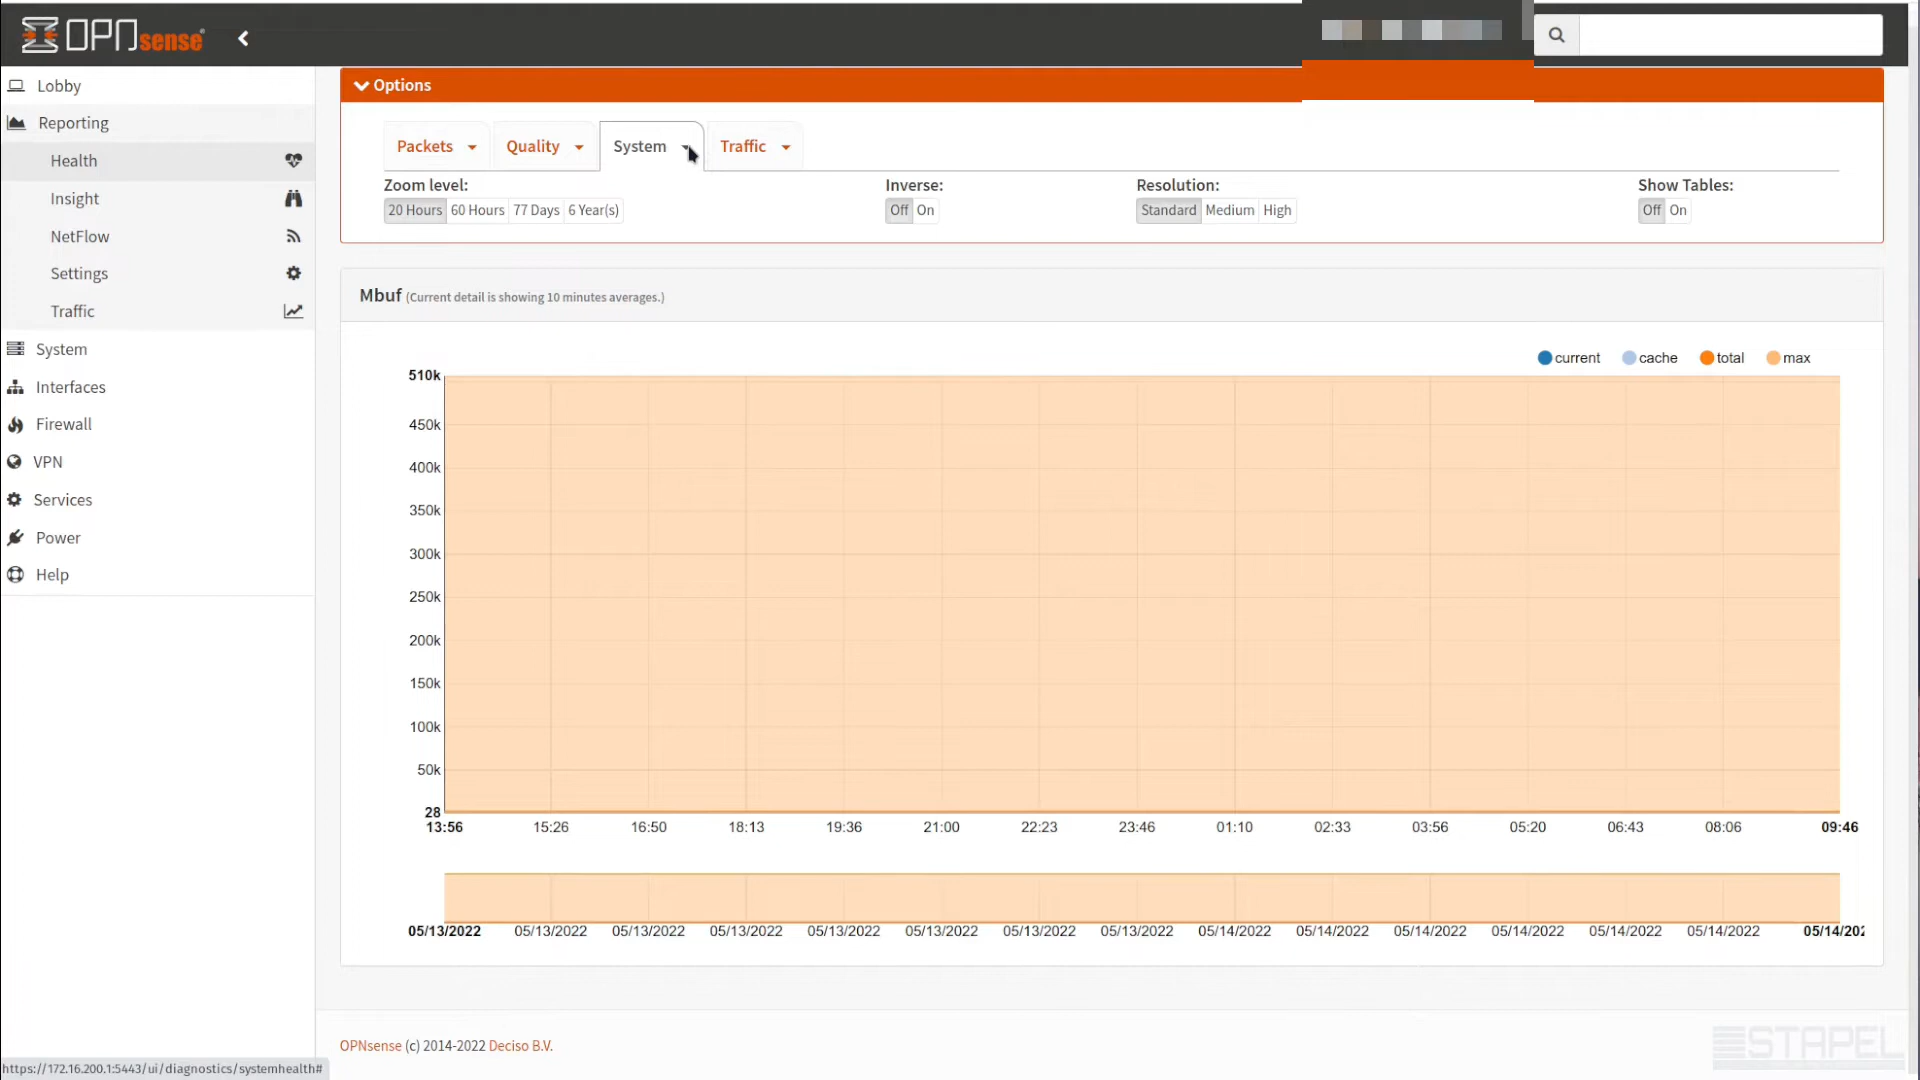 OPNsense
Options
Lobby
Reporting
Health
Insight
NetFlow
Settings
Traffic
System
Interfaces
Firewall
VPN
Services
Power
Help
Packets Quality System Traffic
Zoom level: Inverse: Resolution: Show Tables:
20 Hours 60 Hours 77 Days 6 Year(s) Off On Standard Medium High Off On
Mbuf (Current detail is showing 10 minutes averages.)
current cache total max
510k
450k
400k
350k
300k
250k
200k
150k
100k
50k
28
13:56 15:26 16:50 18:13 19:36 21:00 22:23 23:46 01:10 02:33 03:56 05:20 06:43 08:06 09:46
05/13/2022 05/13/2022 05/13/2022 05/13/2022 05/13/2022 05/13/2022 05/13/2022 05/13/2022 05/14/2022 05/14/2022 05/14/2022 05/14/2022 05/14/2022 05/14/2022 05/14/202
OPNsense (c) 2014-2022 Deciso B.V.
STAPEL
https://172.16.200.1:5443/ui/diagnostics/systemhealth#